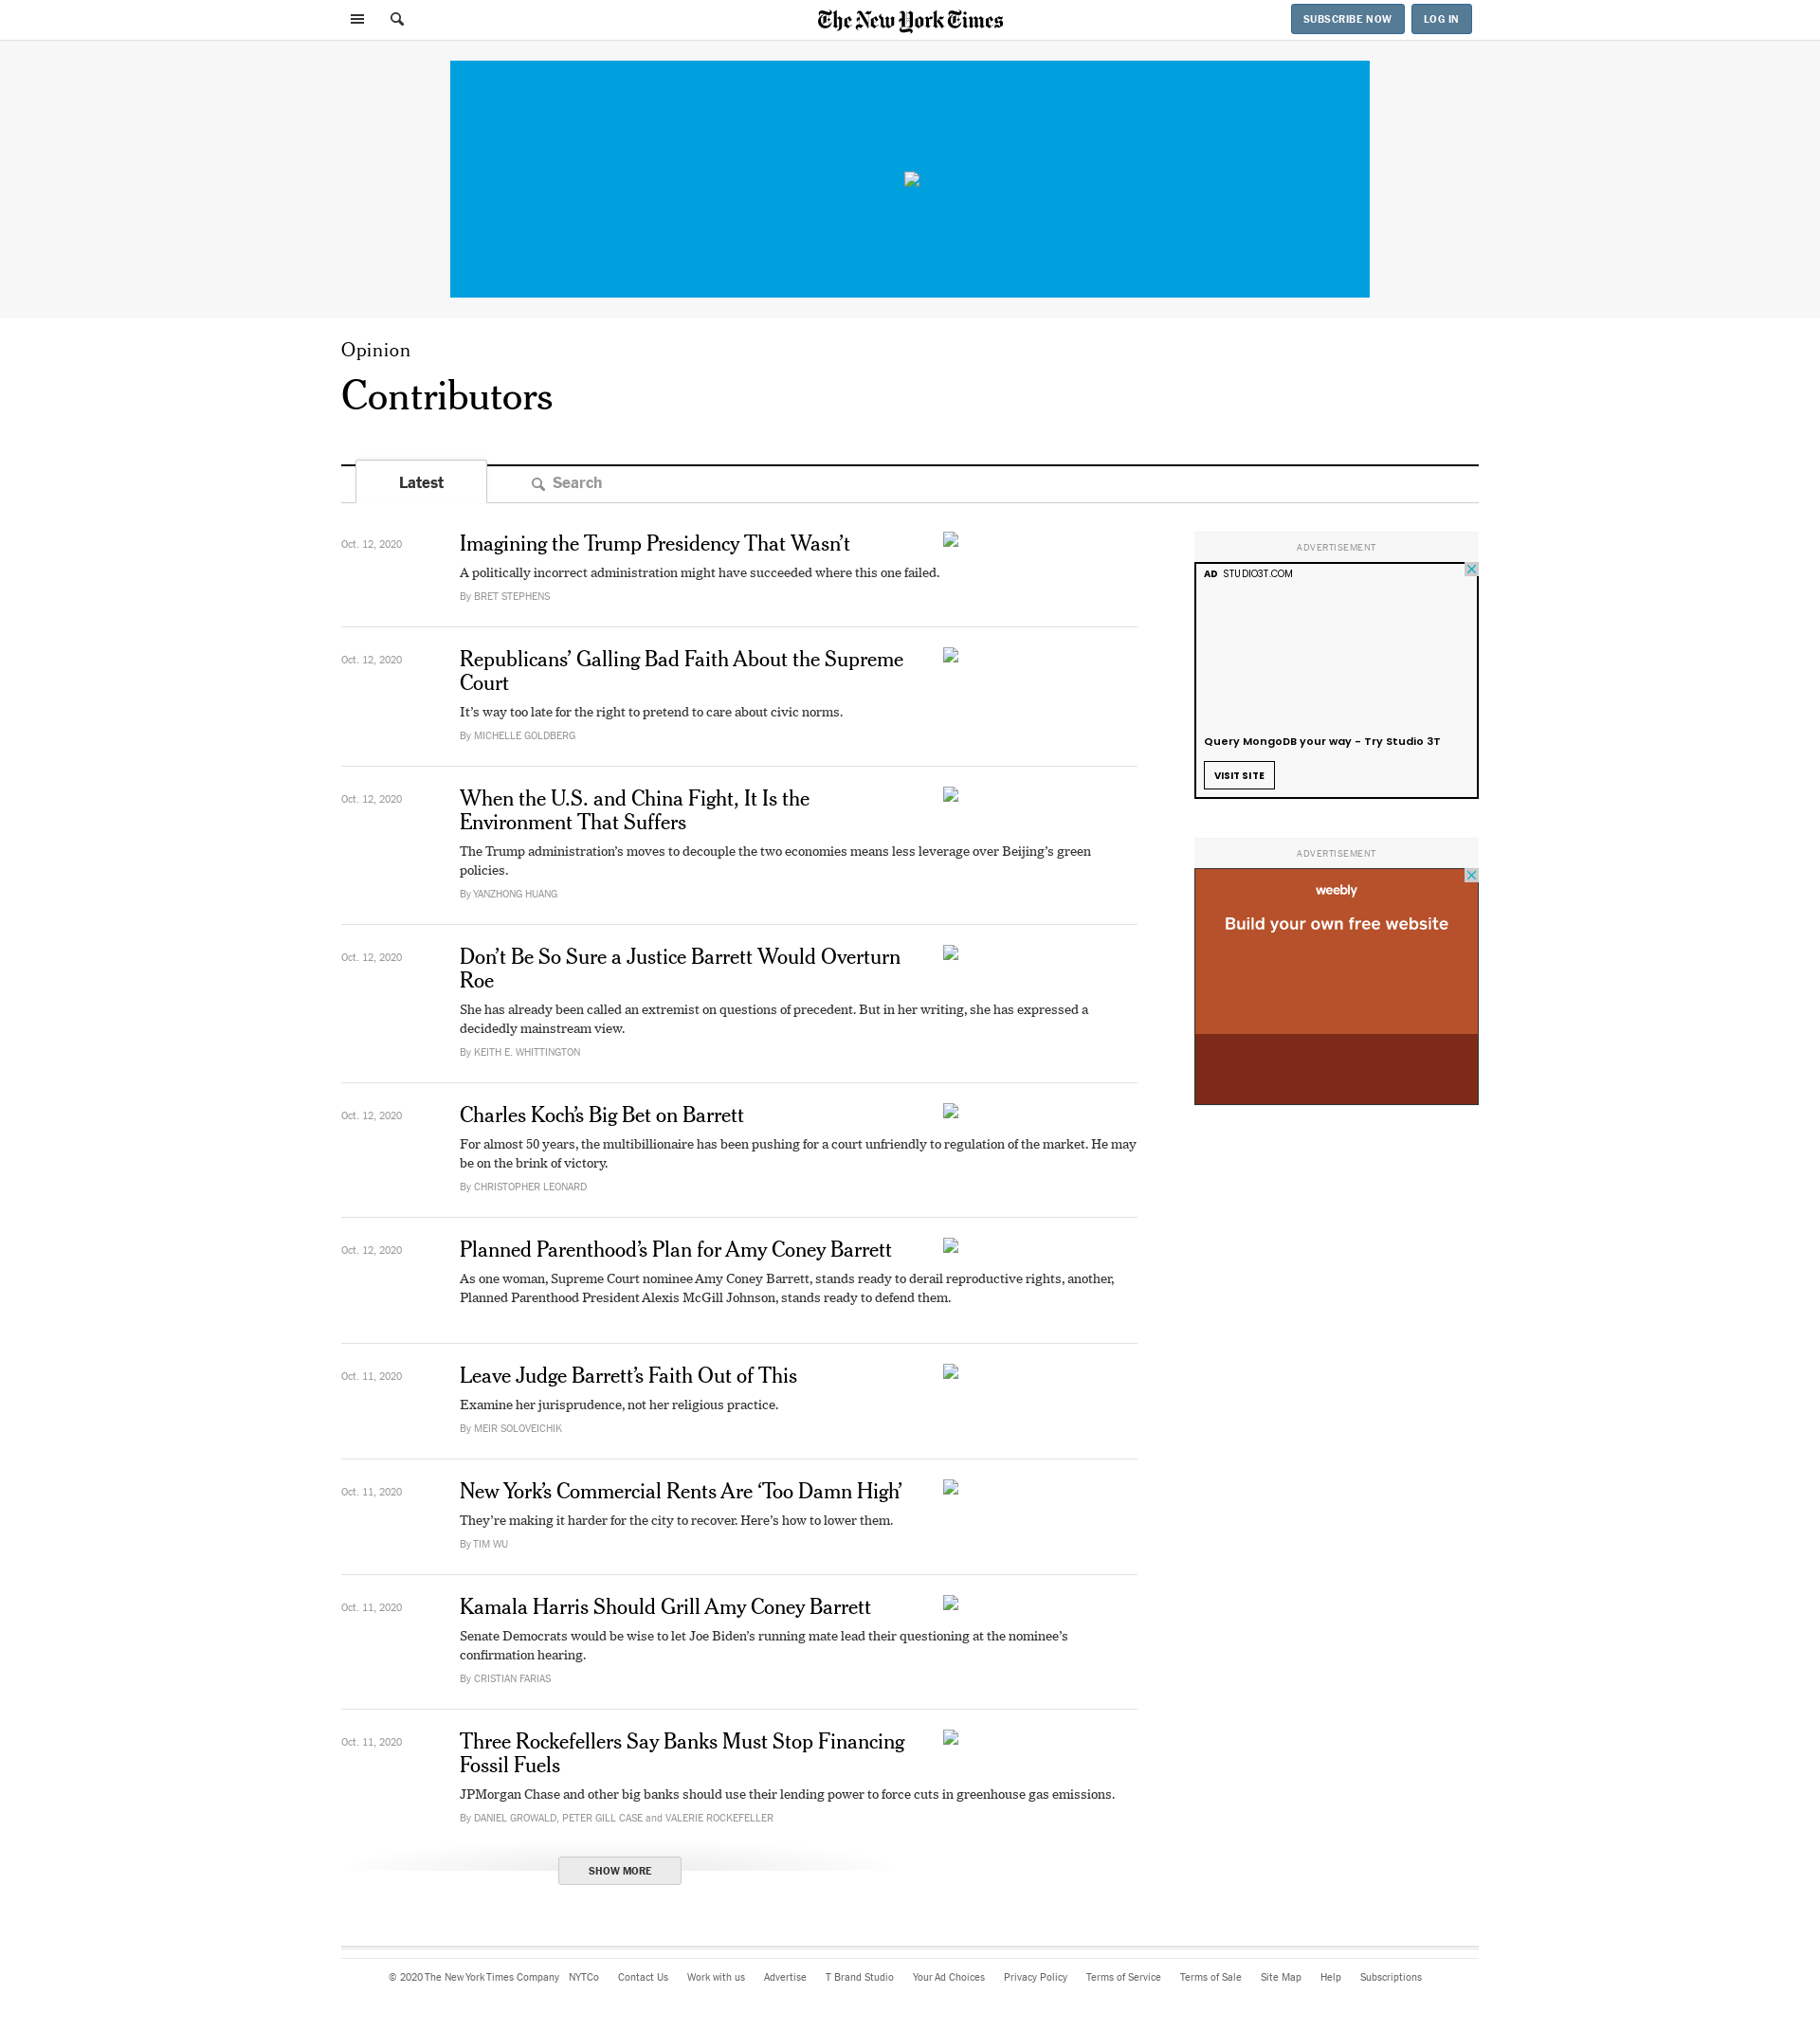 The New York Times
SUBSCRIBE NOW
LOG IN
Opinion
Contributors
Latest
Search
Oct. 12, 2020
Imagining the Trump Presidency That Wasn’t
A politically incorrect administration might have succeeded where this one failed.
By BRET STEPHENS
Oct. 12, 2020
Republicans’ Galling Bad Faith About the Supreme
Court
It’s way too late for the right to pretend to care about civic norms.
By MICHELLE GOLDBERG
Oct. 12, 2020
When the U.S. and China Fight, It Is the
Environment That Suffers
The Trump administration’s moves to decouple the two economies means less leverage over Beijing’s green
policies.
By YANZHONG HUANG
Oct. 12, 2020
Don’t Be So Sure a Justice Barrett Would Overturn
Roe
She has already been called an extremist on questions of precedent. But in her writing, she has expressed a
decidedly mainstream view.
By KEITH E. WHITTINGTON
Oct. 12, 2020
Charles Koch’s Big Bet on Barrett
For almost 50 years, the multibillionaire has been pushing for a court unfriendly to regulation of the market. He may
be on the brink of victory.
By CHRISTOPHER LEONARD
Oct. 12, 2020
Planned Parenthood’s Plan for Amy Coney Barrett
As one woman, Supreme Court nominee Amy Coney Barrett, stands ready to derail reproductive rights, another,
Planned Parenthood President Alexis McGill Johnson, stands ready to defend them.
Oct. 11, 2020
Leave Judge Barrett’s Faith Out of This
Examine her jurisprudence, not her religious practice.
By MEIR SOLOVEICHIK
Oct. 11, 2020
New York’s Commercial Rents Are ‘Too Damn High’
They’re making it harder for the city to recover. Here’s how to lower them.
By TIM WU
Oct. 11, 2020
Kamala Harris Should Grill Amy Coney Barrett
Senate Democrats would be wise to let Joe Biden’s running mate lead their questioning at the nominee’s
confirmation hearing.
By CRISTIAN FARIAS
Oct. 11, 2020
Three Rockefellers Say Banks Must Stop Financing
Fossil Fuels
JPMorgan Chase and other big banks should use their lending power to force cuts in greenhouse gas emissions.
By DANIEL GROWALD, PETER GILL CASE and VALERIE ROCKEFELLER
SHOW MORE
ADVERTISEMENT
AD STUDIO3T.COM
Query MongoDB your way - Try Studio 3T
VISIT SITE
ADVERTISEMENT
weebly
Build your own free website
© 2020 The New York Times Company NYTCo Contact Us Work with us Advertise T Brand Studio Your Ad Choices Privacy Policy Terms of Service Terms of Sale Site Map Help Subscriptions